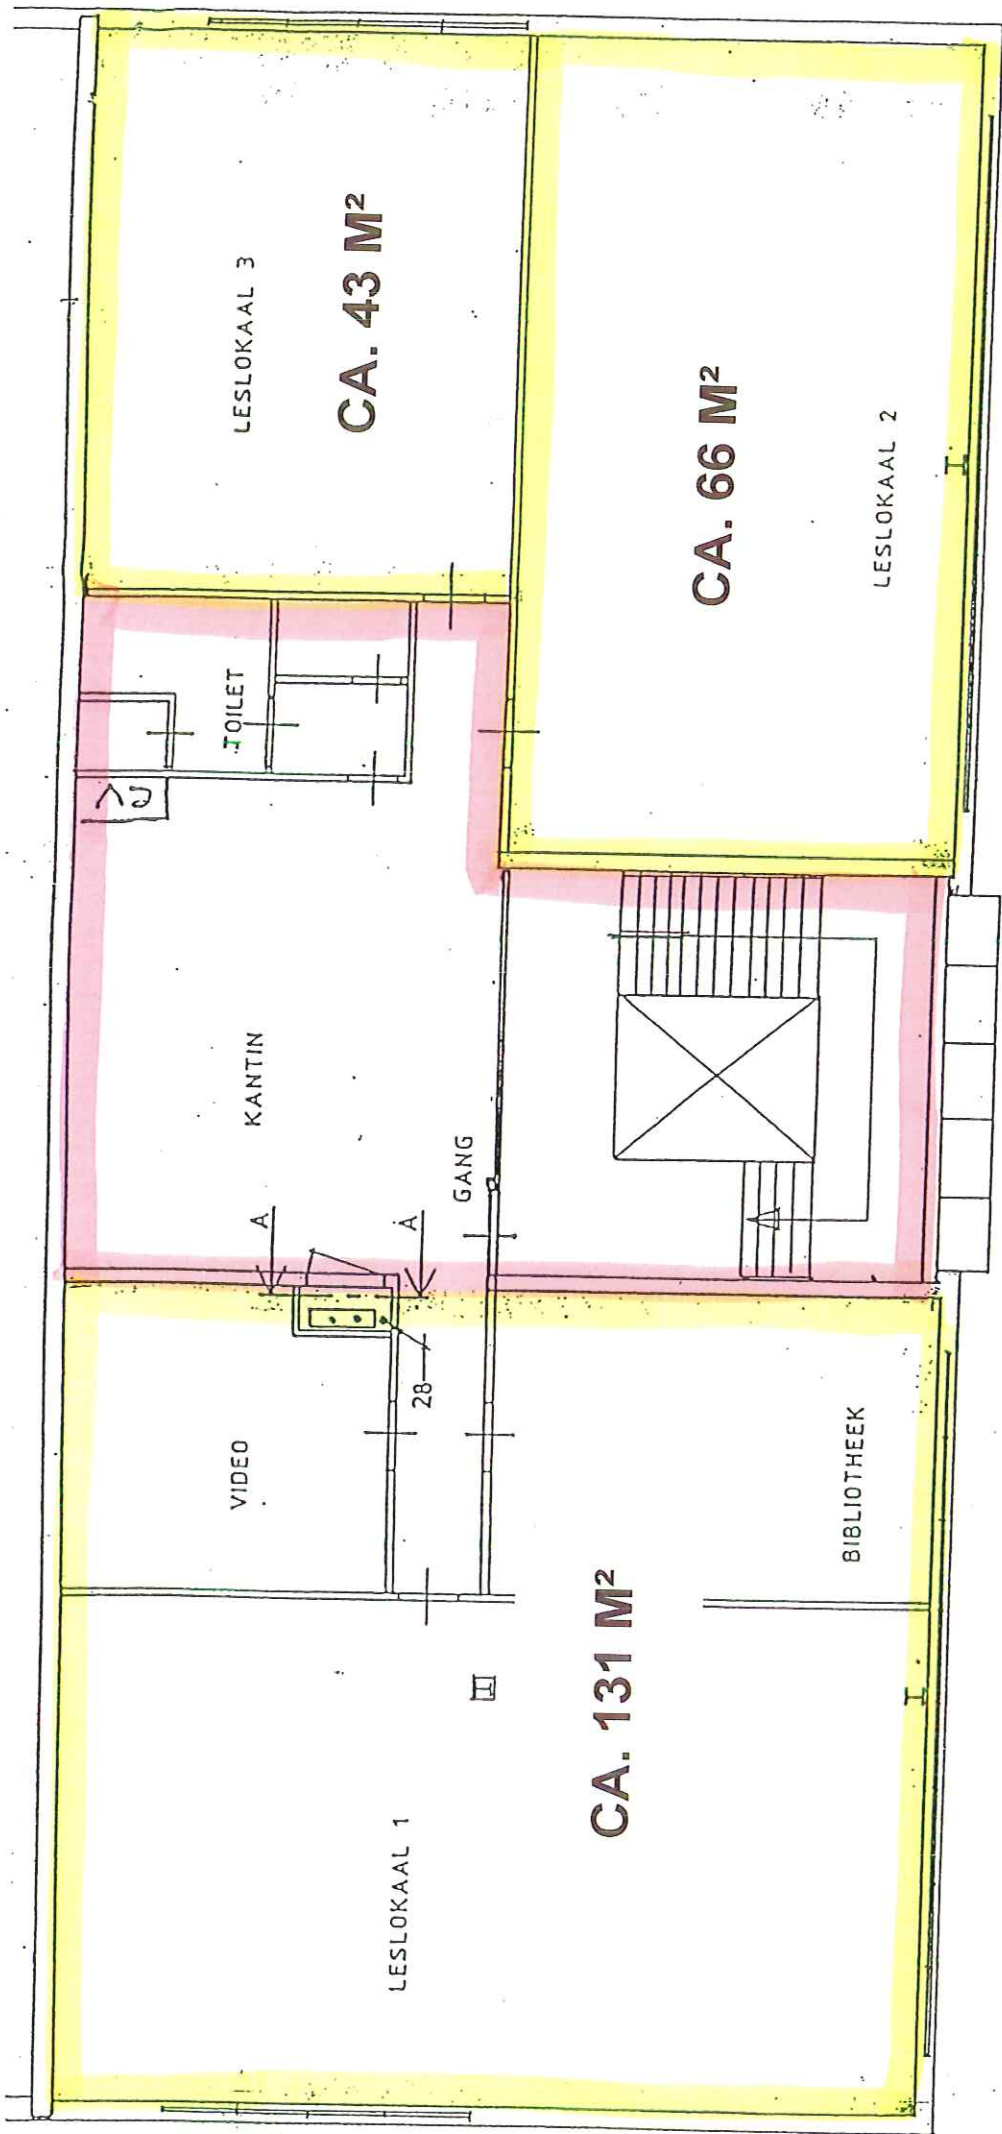 LESLOKAAL 3
CA. 43 M²
CA. 66 M²
LESLOKAAL 2
TOILET
KANTIN
GANG
A
A
28
VIDEO
BIBLIOTHEEK
CA. 131 M²
LESLOKAAL 1